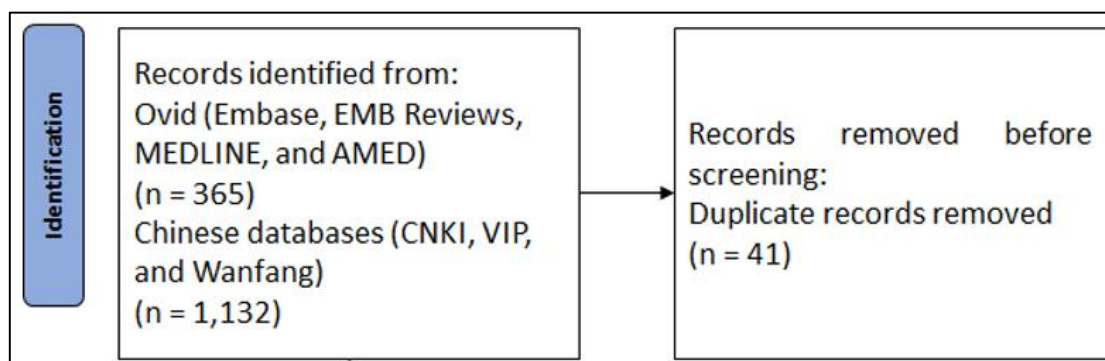 Identification
Records identified from:
Ovid (Embase, EMB Reviews,
MEDLINE, and AMED)
(n = 365)
Chinese databases (CNKI, VIP,
and Wanfang)
(n = 1,132)
Records removed before
screening:
Duplicate records removed
(n = 41)